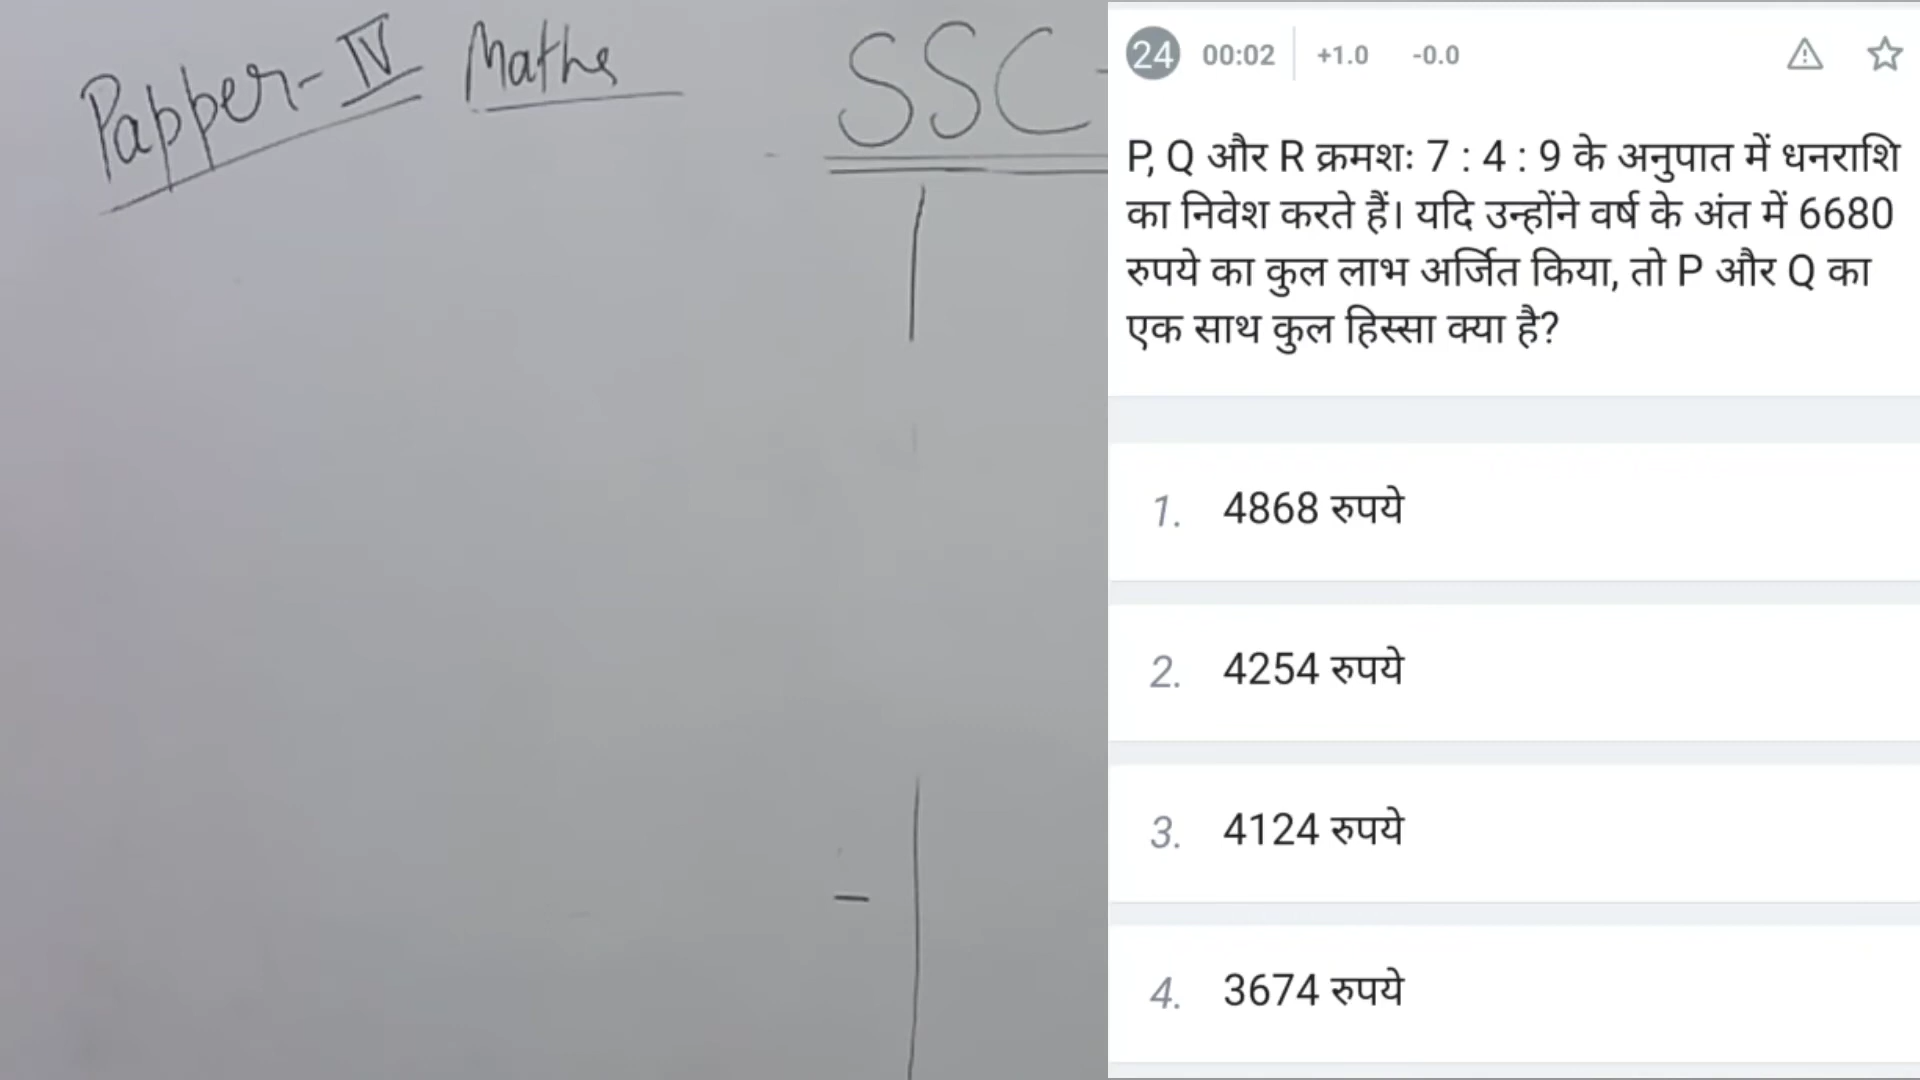 Papper-IV Maths
SSC-
24 00:02 +1.0 -0.0
P, Q और R क्रमशः 7 : 4 : 9 के अनुपात में धनराशि
का निवेश करते हैं। यदि उन्होंने वर्ष के अंत में 6680
रुपये का कुल लाभ अर्जित किया, तो P और Q का
एक साथ कुल हिस्सा क्या है?
1. 4868 रुपये
2. 4254 रुपये
3. 4124 रुपये
4. 3674 रुपये